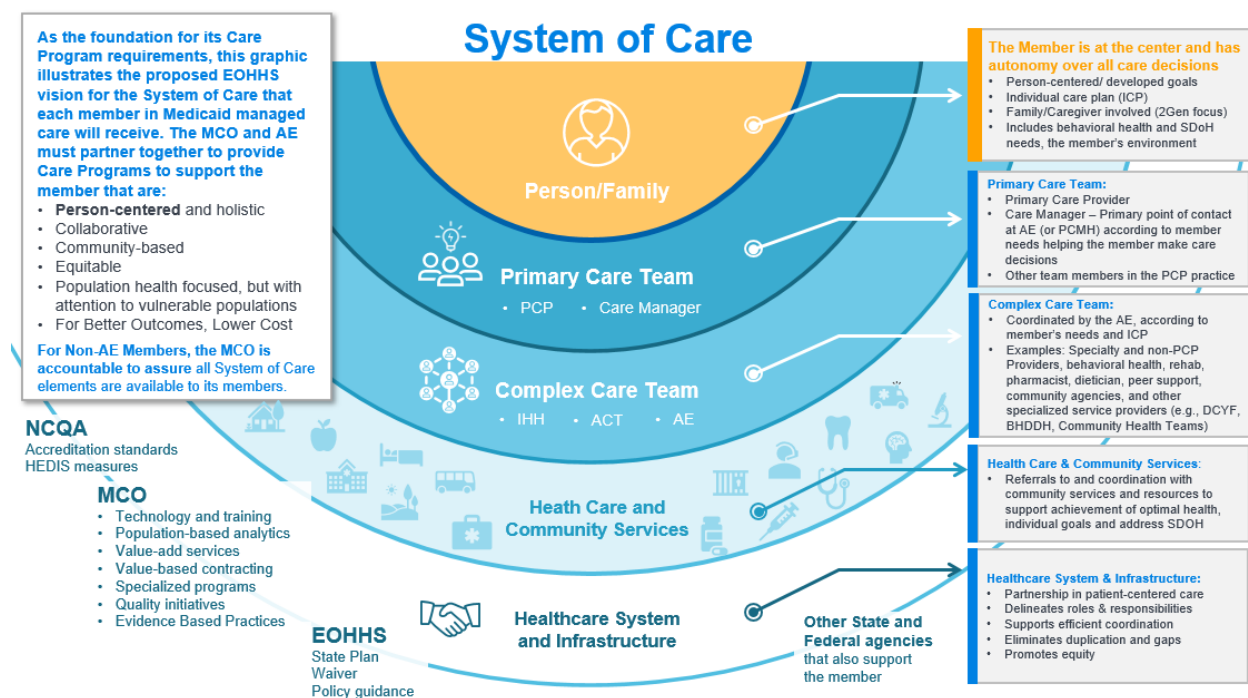 System of Care
As the foundation for its Care
Program requirements, this graphic
illustrates the proposed EOHHS
vision for the System of Care that
each member in Medicaid managed
care will receive. The MCO and AE
must partner together to provide
Care Programs to support the
member that are:
• Person-centered and holistic
• Collaborative
• Community-based
• Equitable
• Population health focused, but with
attention to vulnerable populations
• For Better Outcomes, Lower Cost
For Non-AE Members, the MCO is
accountable to assure all System of Care
elements are available to its members.
NCQA
Accreditation standards
HEDIS measures
MCO
• Technology and training
• Population-based analytics
• Value-add services
• Value-based contracting
• Specialized programs
• Quality initiatives
• Evidence Based Practices
EOHHS
State Plan
Waiver
Policy guidance
Person/Family
Primary Care Team
• PCP • Care Manager
Complex Care Team
• IHH • ACT • AE
Heath Care and
Community Services
Healthcare System
and Infrastructure
Other State and
Federal agencies
that also support
the member
The Member is at the center and has
autonomy over all care decisions
• Person-centered/ developed goals
• Individual care plan (ICP)
• Family/Caregiver involved (2Gen focus)
• Includes behavioral health and SDoH
needs, the member's environment
Primary Care Team:
• Primary Care Provider
• Care Manager – Primary point of contact
at AE (or PCMH) according to member
needs helping the member make care
decisions
• Other team members in the PCP practice
Complex Care Team:
• Coordinated by the AE, according to
member's needs and ICP
• Examples: Specialty and non-PCP
Providers, behavioral health, rehab,
pharmacist, dietician, peer support,
community agencies, and other
specialized service providers (e.g., DCYF,
BHDDH, Community Health Teams)
Health Care & Community Services:
• Referrals to and coordination with
community services and resources to
support achievement of optimal health,
individual goals and address SDOH
Healthcare System & Infrastructure:
• Partnership in patient-centered care
• Delineates roles & responsibilities
• Supports efficient coordination
• Eliminates duplication and gaps
• Promotes equity